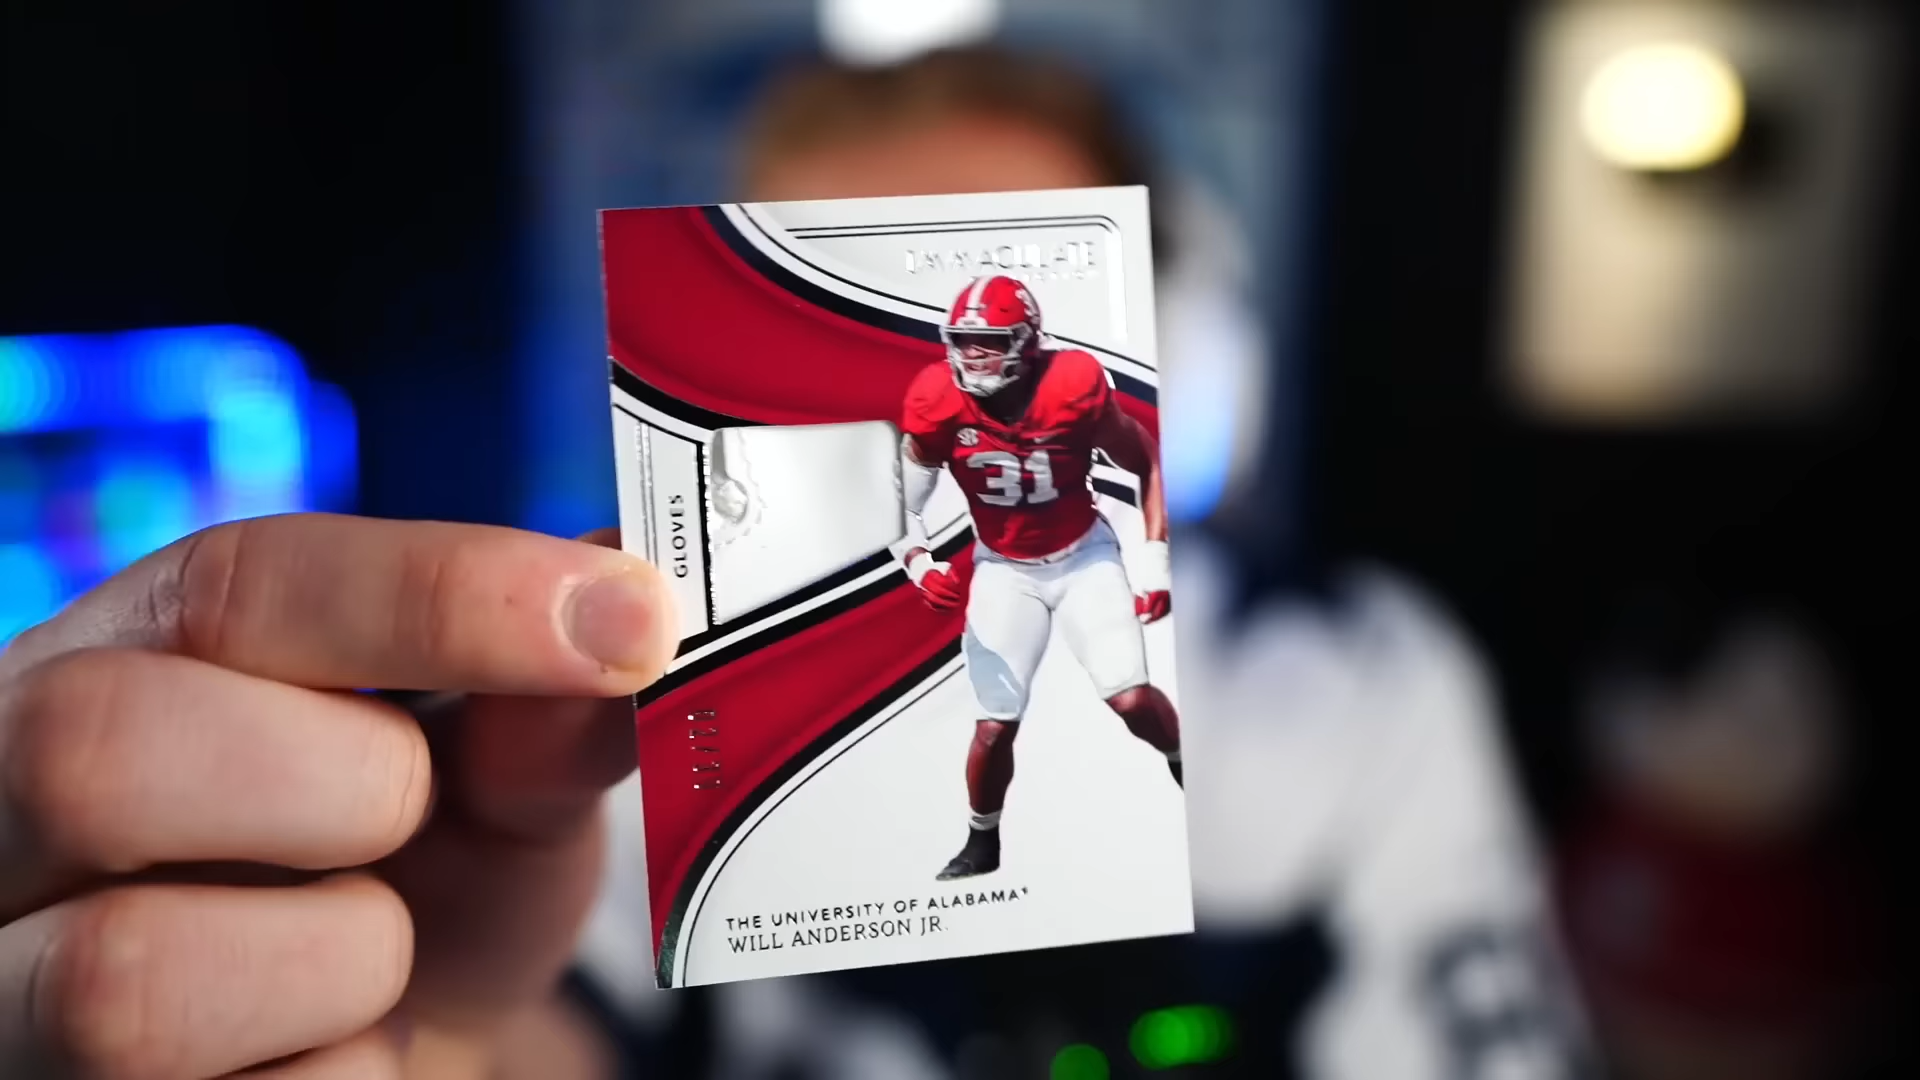 IMMACULATE
31
GLOVES
THE UNIVERSITY OF ALABAMA
WILL ANDERSON JR.